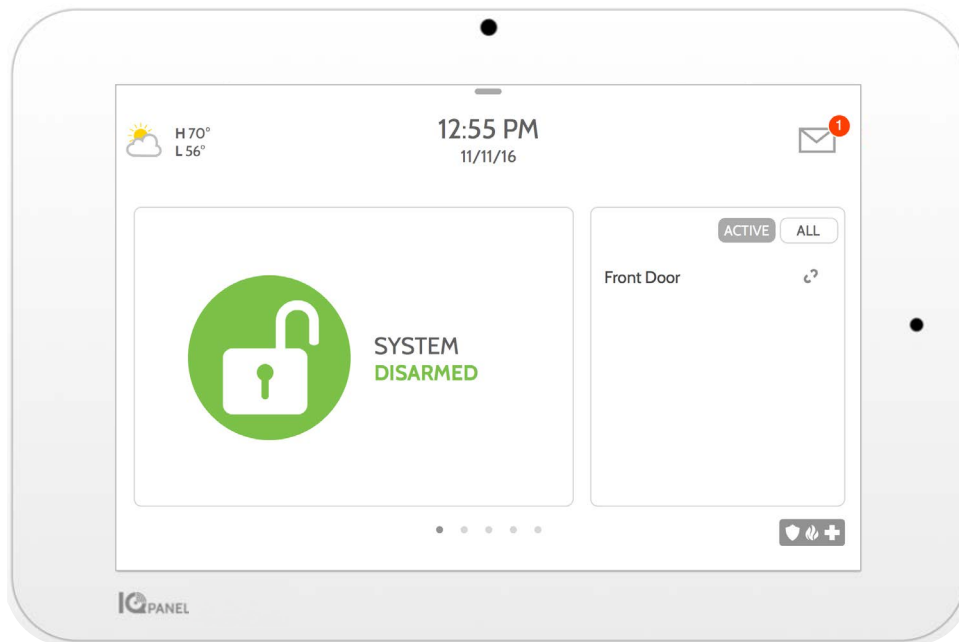 H 70°
L 56°
12:55 PM
11/11/16
1
SYSTEM
DISARMED
ACTIVE
ALL
Front Door
IQ PANEL